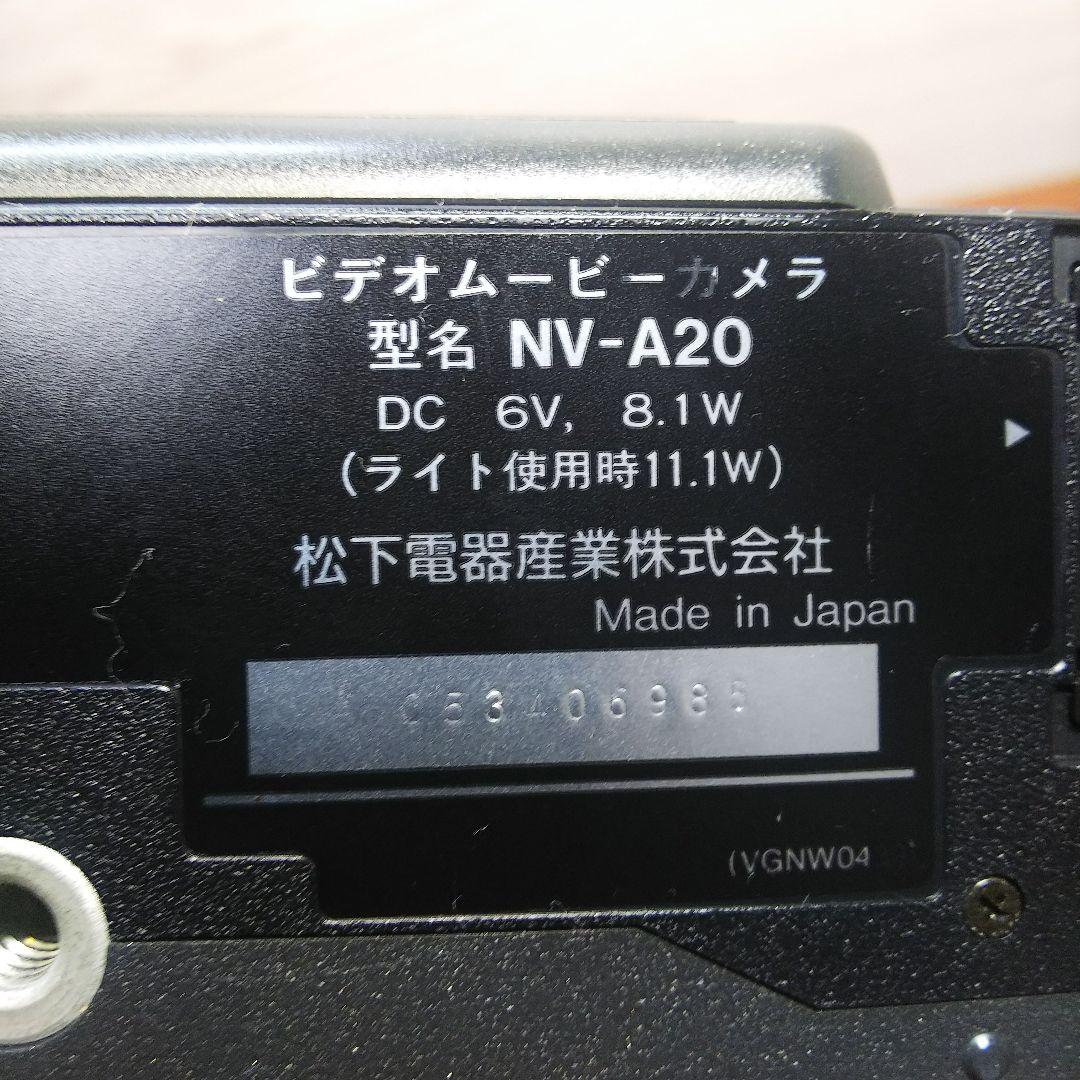 ビデオムービーカメラ
型名 NV-A20
DC 6V, 8.1W
(ライト使用時11.1W)
松下電器産業株式会社
Made in Japan
(VGNW04